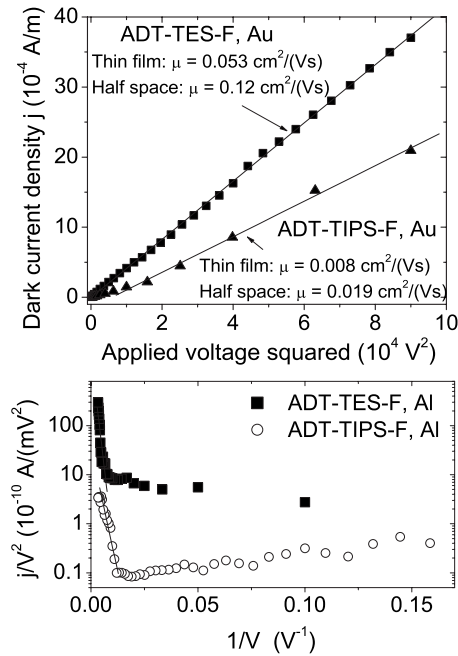 ADT-TES-F, Au
Thin film: μ = 0.053 cm²/(Vs)
Half space: μ = 0.12 cm²/(Vs)
ADT-TIPS-F, Au
Thin film: μ = 0.008 cm²/(Vs)
Half space: μ = 0.019 cm²/(Vs)
Dark current density j (10⁻⁴ A/m)
40
30
20
10
0
0 2 4 6 8 10
Applied voltage squared (10⁴ V²)
ADT-TES-F, Al
ADT-TIPS-F, Al
j/V² (10⁻¹⁰ A/(mV²)
100
10
1
0.1
0.00 0.05 0.10 0.15
1/V (V⁻¹)